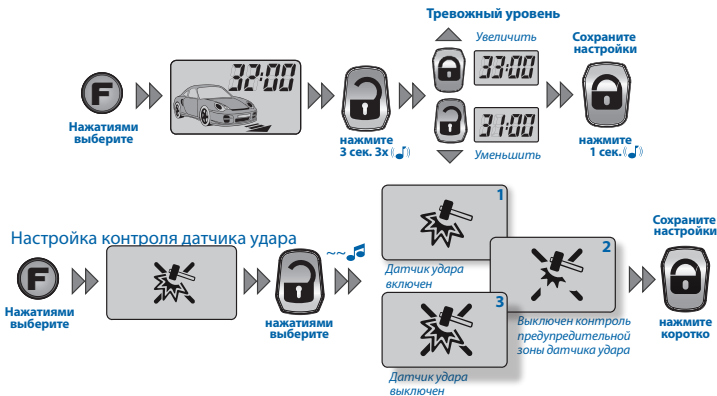 Тревожный уровень
Увеличить
Сохраните
настройки
32:00
33:00
F
31:00
Нажатиями
выберите
нажмите
3 сек. 3x
Уменьшить
нажмите
1 сек.
Настройка контроля датчика удара
1
Датчик удара
включен
2
Сохраните
настройки
F
3
Нажатиями
выберите
нажатиями
выберите
Выключен контроль
предупредительной
зоны датчика удара
нажмите
коротко
Датчик удара
выключен